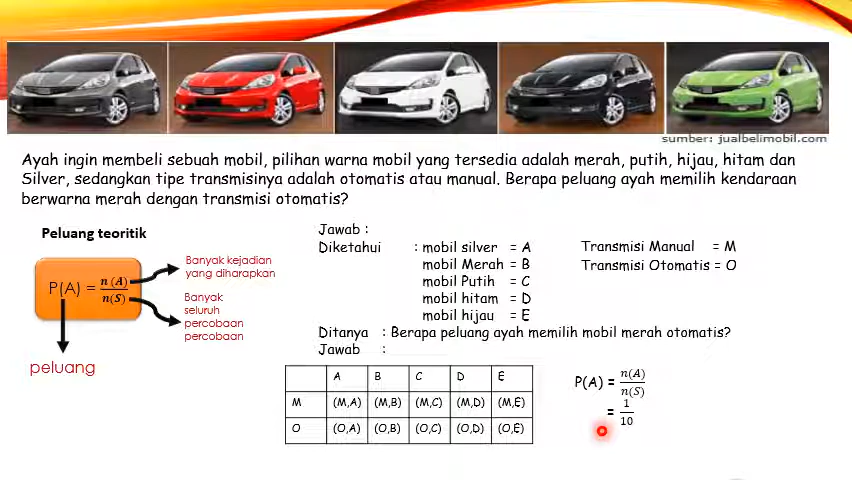 sumber: jualbelimobil.com
Ayah ingin membeli sebuah mobil, pilihan warna mobil yang tersedia adalah merah, putih, hijau, hitam dan
Silver, sedangkan tipe transmisinya adalah otomatis atau manual. Berapa peluang ayah memilih kendaraan
berwarna merah dengan transmisi otomatis?
Peluang teoritik
P(A) = n(A)/n(S)
Banyak kejadian
yang diharapkan
Banyak
seluruh
percobaan
percobaan
peluang
Jawab :
Diketahui : mobil silver = A
mobil Merah = B
mobil Putih = C
mobil hitam = D
mobil hijau = E
Transmisi Manual = M
Transmisi Otomatis = O
Ditanya : Berapa peluang ayah memilih mobil merah otomatis?
Jawab :
A B C D E
M (M,A) (M,B) (M,C) (M,D) (M,E)
O (O,A) (O,B) (O,C) (O,D) (O,E)
P(A) = n(A)/n(S)
= 1/10